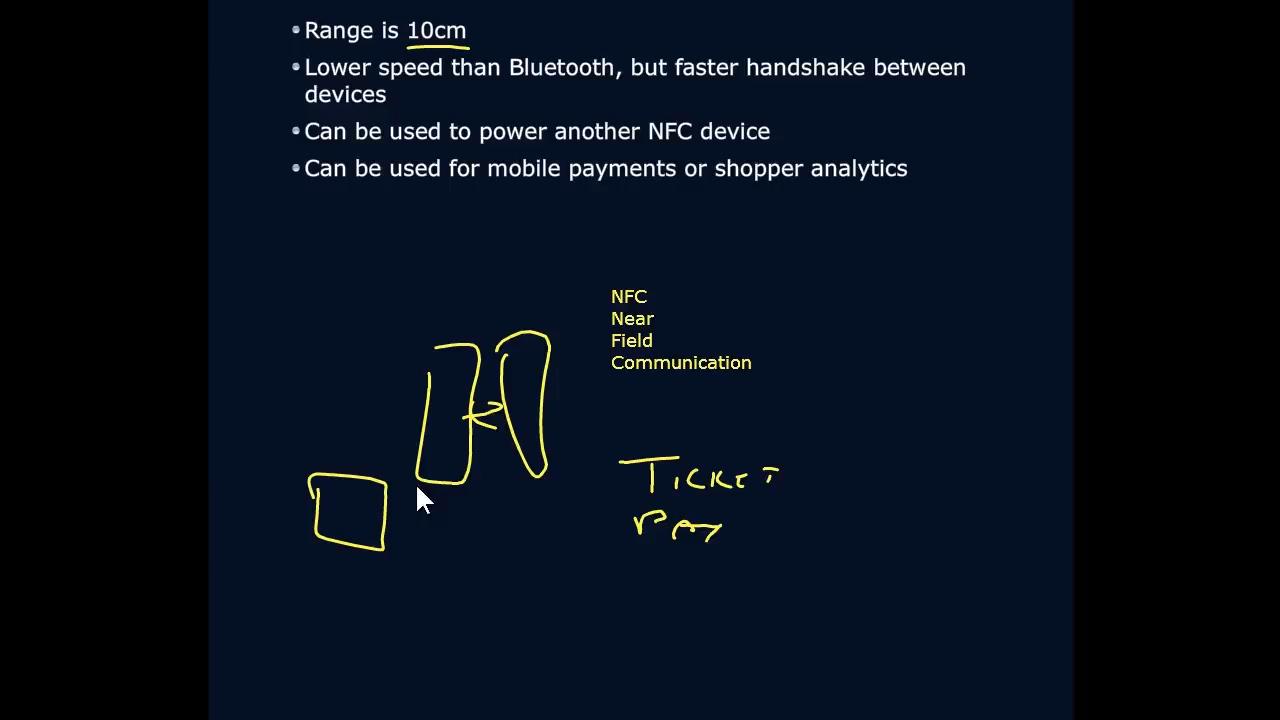 • Range is 10cm
• Lower speed than Bluetooth, but faster handshake between
devices
• Can be used to power another NFC device
• Can be used for mobile payments or shopper analytics
NFC
Near
Field
Communication
TICKET
PAY